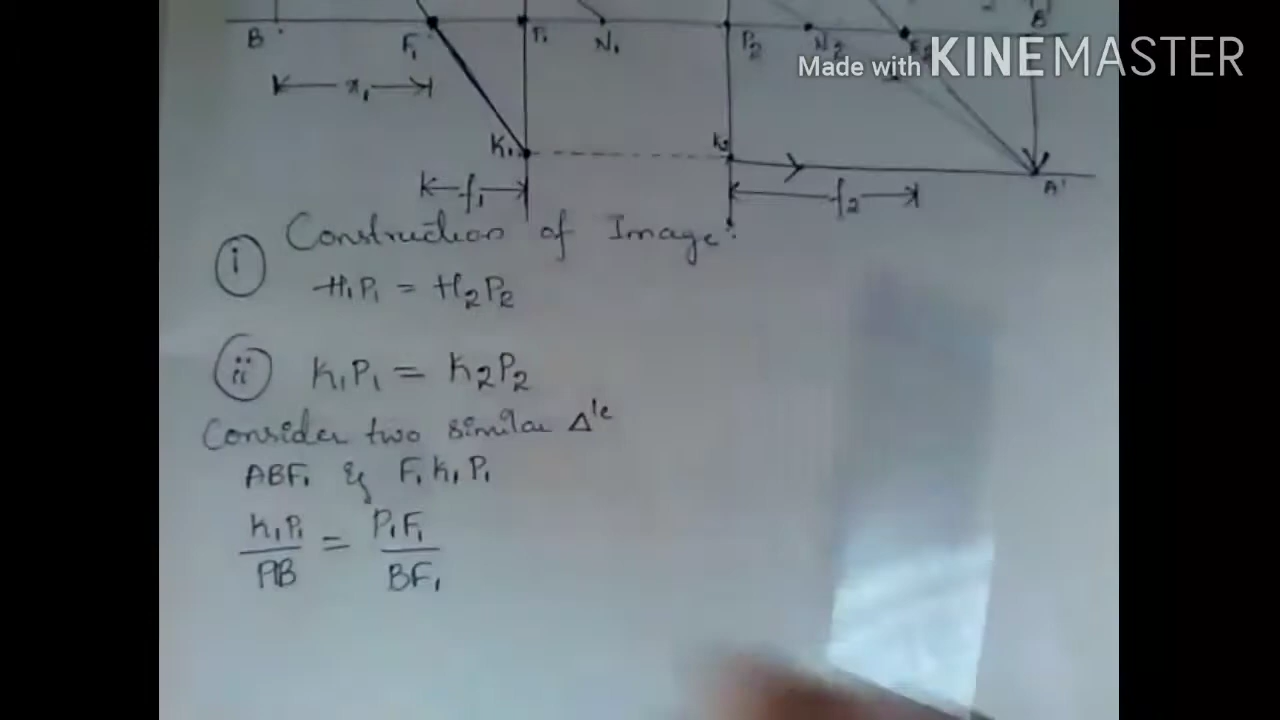 B F₁ P₁ N₁ P₂ N₂ B'
Made with KINEMASTER
x₁
K₁ K₂
f₁ f₂ A'
i Construction of Image:
H₁P₁ = H₂P₂
ii K₁P₁ = K₂P₂
Consider two similar Δ'le
ABF₁ & F₁K₁P₁
K₁P₁/AB = P₁F₁/BF₁